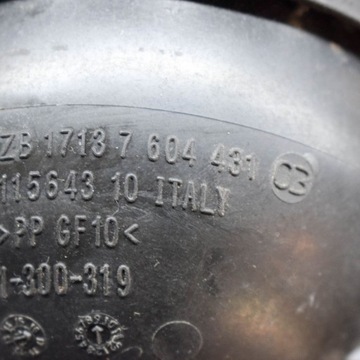 ZB 1713 7 604 431
115643 10 ITALY
>PP GF10<
-300-319